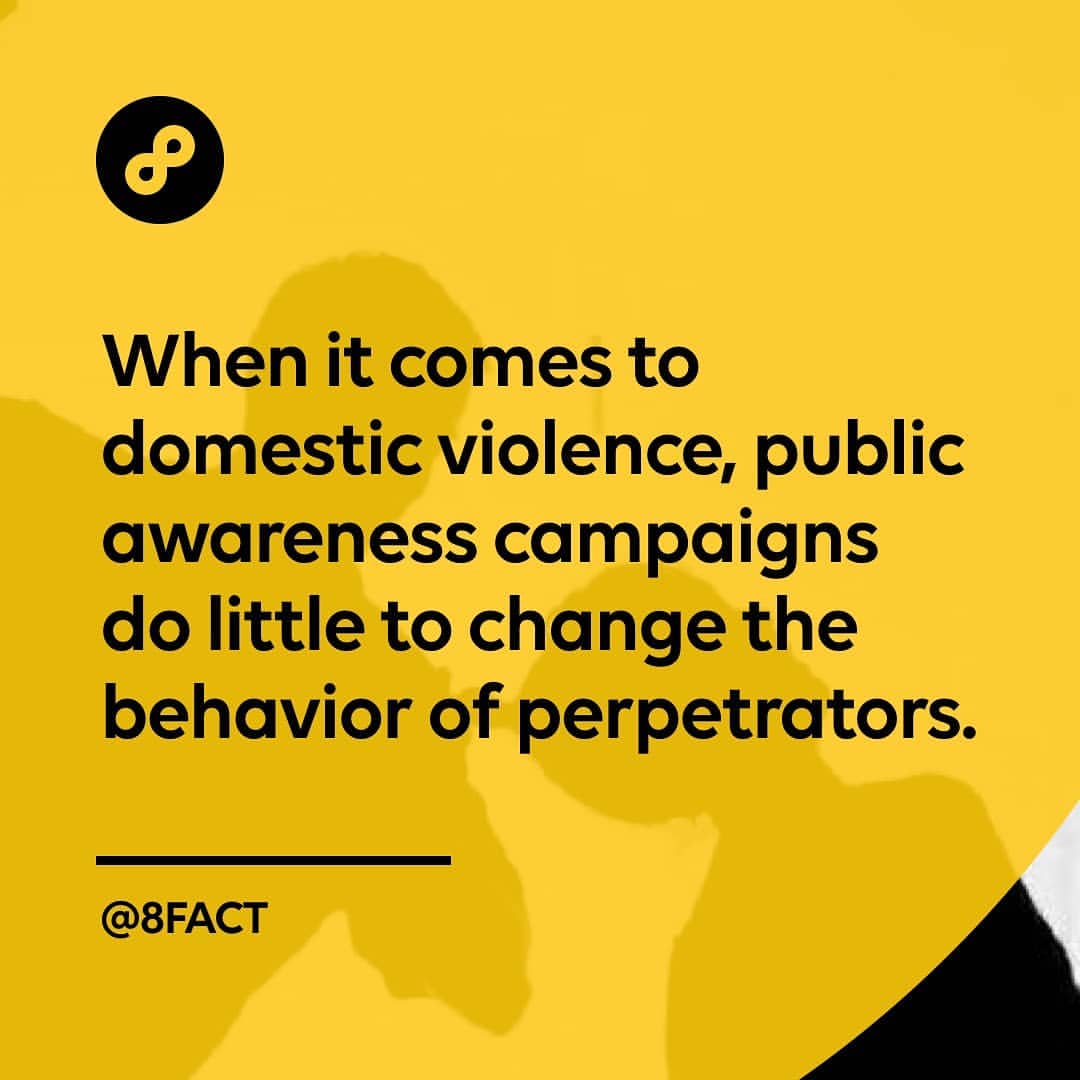 When it comes to
domestic violence, public
awareness campaigns
do little to change the
behavior of perpetrators.
@8FACT